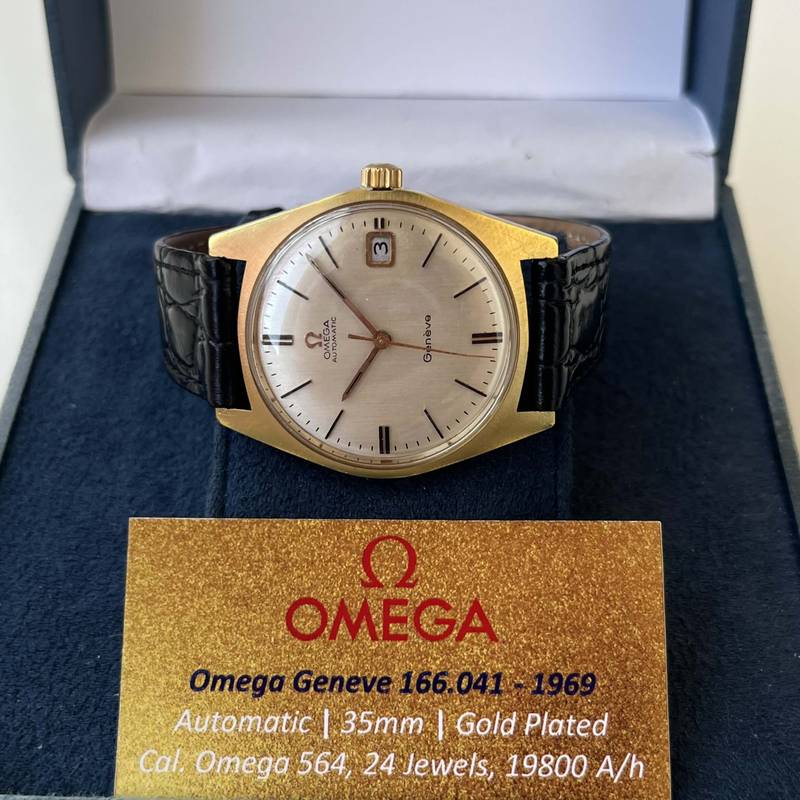 3
Ω
OMEGA
AUTOMATIC
Genève
Ω
OMEGA
Omega Geneve 166.041 - 1969
Automatic | 35mm | Gold Plated
Cal. Omega 564, 24 Jewels, 19800 A/h